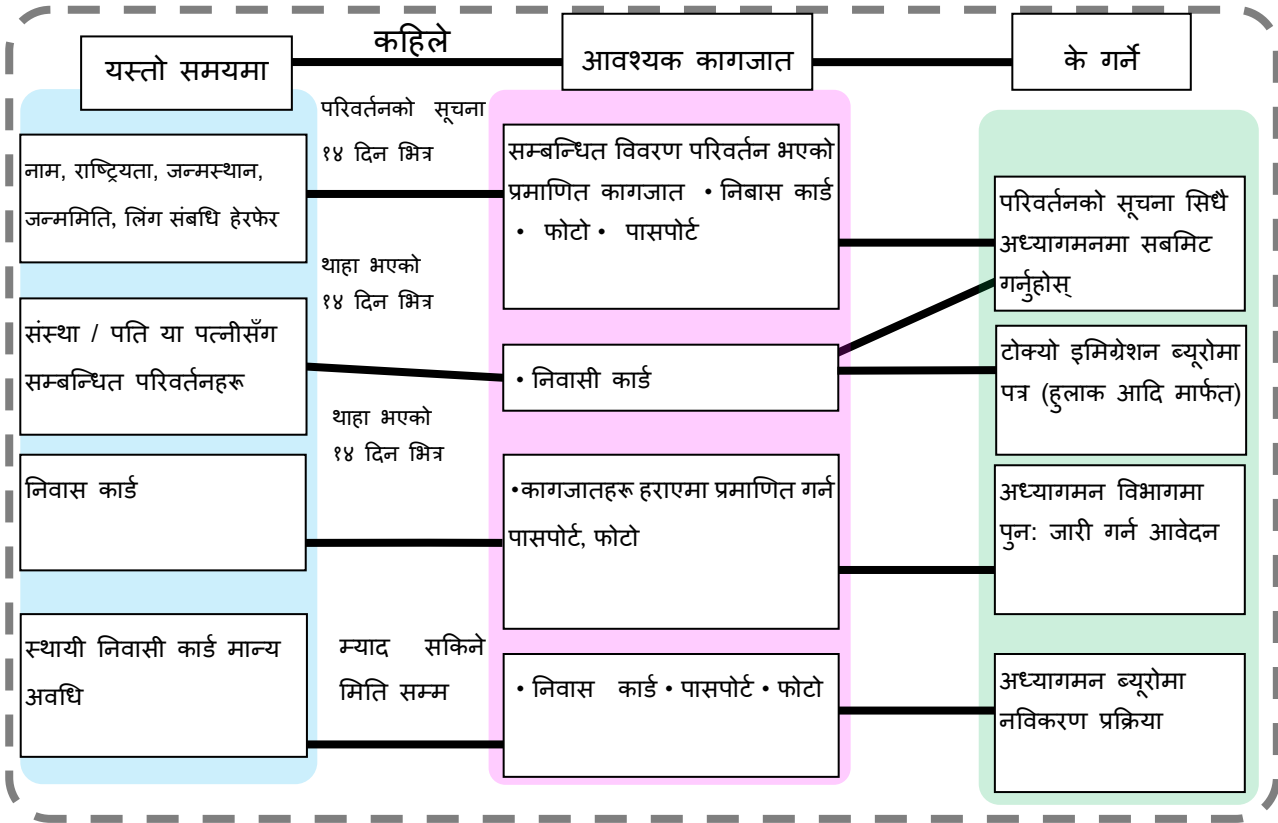 यस्तो समयमा
कहिले
आवश्यक कागजात
के गर्ने
नाम, राष्ट्रियता, जन्मस्थान,
जन्ममिति, लिंग संबधि हेरफेर
परिवर्तनको सूचना
१४ दिन भित्र
सम्बन्धित विवरण परिवर्तन भएको
प्रमाणित कागजात • निबास कार्ड
• फोटो • पासपोर्ट
परिवर्तनको सूचना सिधै
अध्यागमनमा सबमिट
गर्नुहोस्
संस्था / पति या पत्नीसँग
सम्बन्धित परिवर्तनहरू
थाहा भएको
१४ दिन भित्र
• निवासी कार्ड
टोक्यो इमिग्रेशन ब्यूरोमा
पत्र (हुलाक आदि मार्फत)
निवास कार्ड
थाहा भएको
१४ दिन भित्र
•कागजातहरू हराएमा प्रमाणित गर्न
पासपोर्ट, फोटो
अध्यागमन विभागमा
पुन: जारी गर्न आवेदन
स्थायी निवासी कार्ड मान्य
अवधि
म्याद सकिने
मिति सम्म
• निवास कार्ड • पासपोर्ट • फोटो
अध्यागमन ब्यूरोमा
नविकरण प्रक्रिया